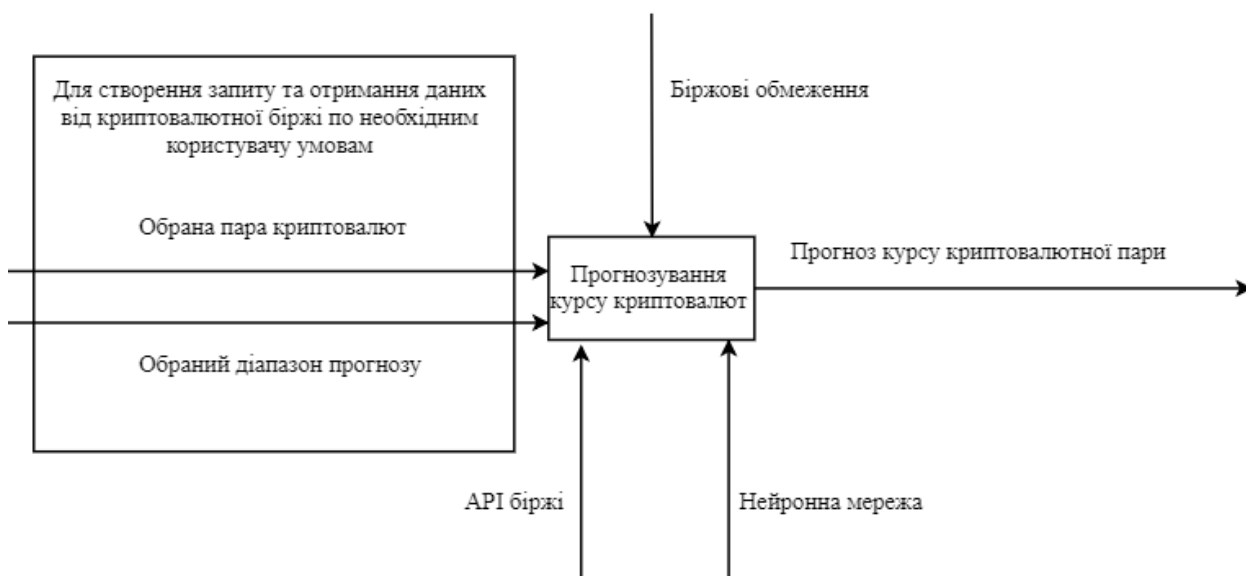 Для створення запиту та отримання даних
від криптовалютної біржі по необхідним
користувачу умовам
Біржові обмеження
Обрана пара криптовалют
Прогнозування
курсу криптовалют
Прогноз курсу криптовалютної пари
Обраний діапазон прогнозу
API біржі
Нейронна мережа